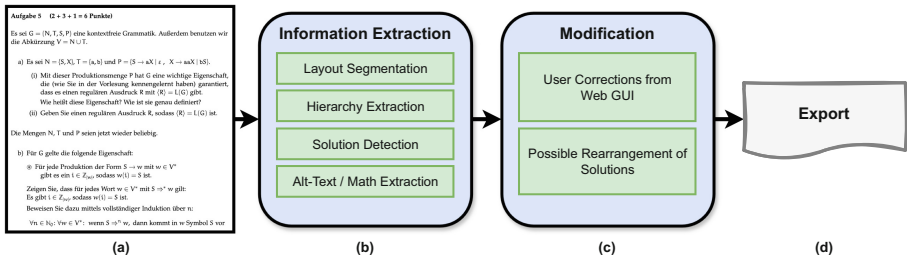 Aufgabe 5 (2 + 3 + 1 = 6 Punkte)
Es sei G = (N, T, S, P) eine kontextfreie Grammatik. Außerdem benutzen wir
die Abkürzung V = N ∪ T.
a) Es sei N = {S, X}, T = {a, b} und P = {S → aX | ε , X → aaX | bS}.
(i) Mit dieser Produktionsmenge P hat G eine wichtige Eigenschaft,
die (wie Sie in der Vorlesung kennengelernt haben) garantiert,
dass es einen regulären Ausdruck R mit ⟨R⟩ = L(G) gibt.
Wie heißt diese Eigenschaft? Wie ist sie genau definiert?
(ii) Geben Sie einen regulären Ausdruck R, sodass ⟨R⟩ = L(G) ist.
Die Mengen N, T und P seien jetzt wieder beliebig.
b) Für G gelte die folgende Eigenschaft:
⊛ Für jede Produktion der Form S → w mit w ∈ V*
gibt es ein i ∈ Z|w|, sodass w(i) = S ist.
Zeigen Sie, dass für jedes Wort w ∈ V* mit S ⇒* w gilt:
Es gibt i ∈ Z|w|, sodass w(i) = S ist.
Beweisen Sie dazu mittels vollständiger Induktion über n:
∀n ∈ ℕ₀: ∀w ∈ V*: wenn S ⇒ⁿ w, dann kommt in w Symbol S vor
(a)
Information Extraction
Layout Segmentation
Hierarchy Extraction
Solution Detection
Alt-Text / Math Extraction
(b)
Modification
User Corrections from
Web GUI
Possible Rearrangement of
Solutions
(c)
Export
(d)